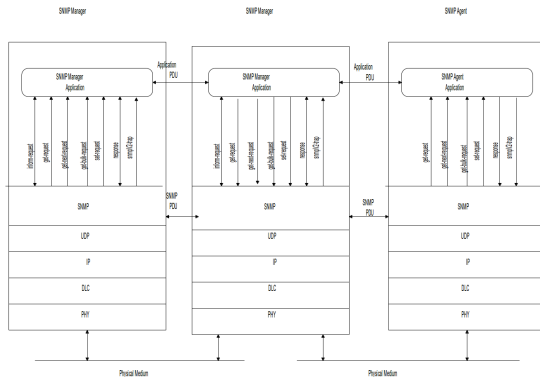 SNMP Manager
SNMP Manager
SNMP Agent
SNMP Manager
Application
Application
PDU
SNMP Manager
Application
Application
PDU
SNMP Agent
Application
inform-request
get-request
get-next-request
get-bulk-request
set-request
response
snmpV2-trap
inform-request
get-request
get-next-request
get-bulk-request
set-request
response
snmpV2-trap
get-request
get-next-request
get-bulk-request
set-request
response
snmpV2-trap
SNMP
SNMP
PDU
SNMP
SNMP
PDU
SNMP
UDP
UDP
UDP
IP
IP
IP
DLC
DLC
DLC
PHY
PHY
PHY
Physical Medium
Physical Medium